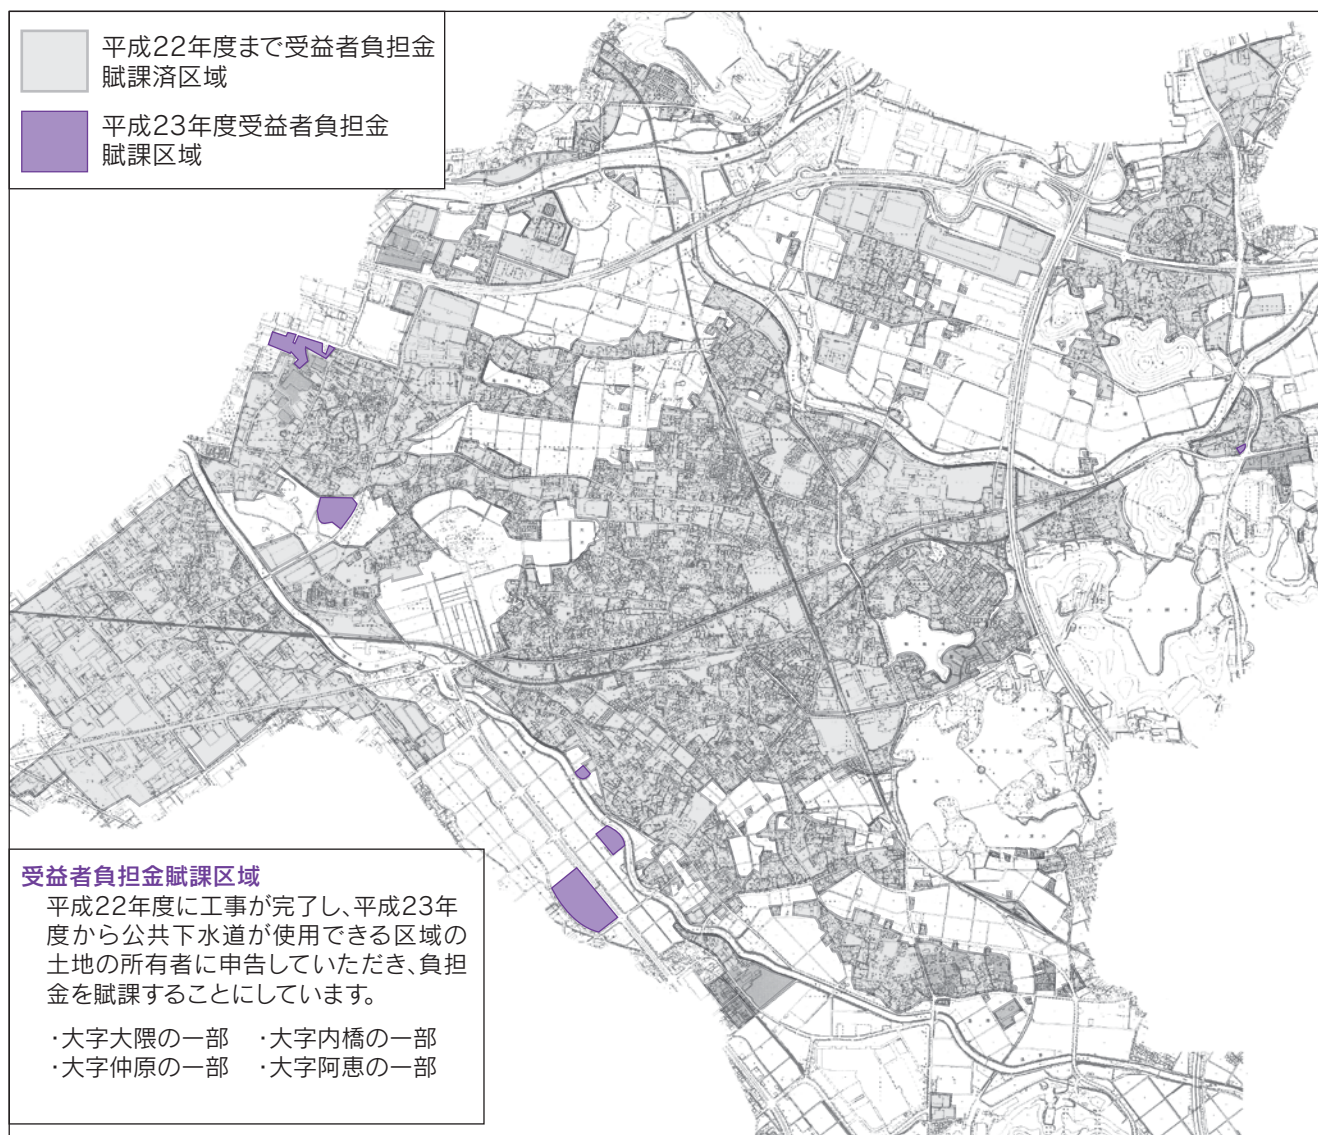 平成22年度まで受益者負担金
賦課済区域
平成23年度受益者負担金
賦課区域
受益者負担金賦課区域
平成22年度に工事が完了し、平成23年
度から公共下水道が使用できる区域の
土地の所有者に申告していただき、負担
金を賦課することにしています。
・大字大隈の一部 ・大字内橋の一部
・大字仲原の一部 ・大字阿恵の一部